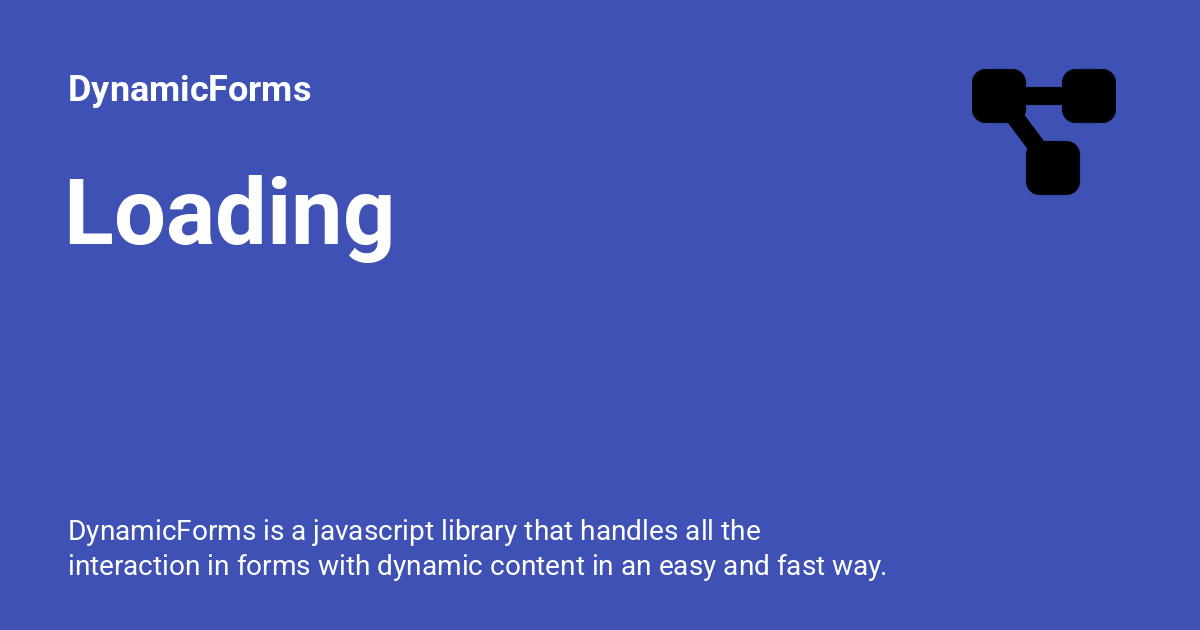 DynamicForms
Loading
DynamicForms is a javascript library that handles all the
interaction in forms with dynamic content in an easy and fast way.